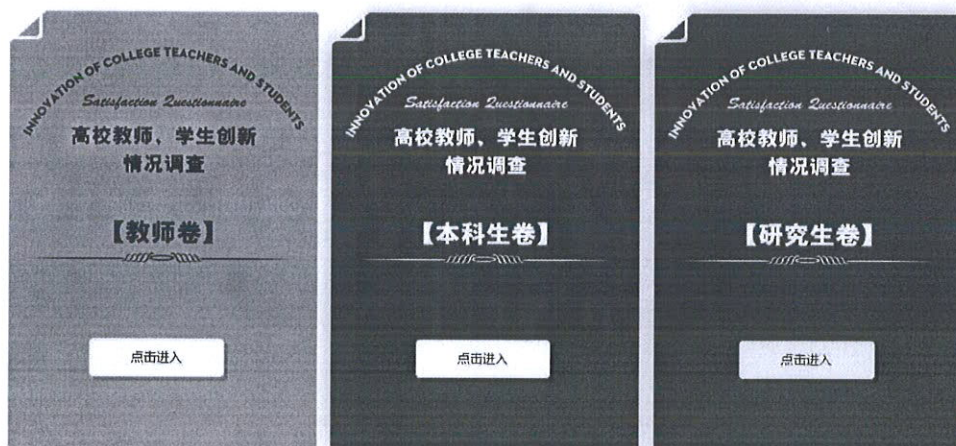 INNOVATION OF COLLEGE TEACHERS AND STUDENTS
Satisfaction Questionnaire
高校教师、学生创新
情况调查
【教师卷】
点击进入
INNOVATION OF COLLEGE TEACHERS AND STUDENTS
Satisfaction Questionnaire
高校教师、学生创新
情况调查
【本科生卷】
点击进入
INNOVATION OF COLLEGE TEACHERS AND STUDENTS
Satisfaction Questionnaire
高校教师、学生创新
情况调查
【研究生卷】
点击进入